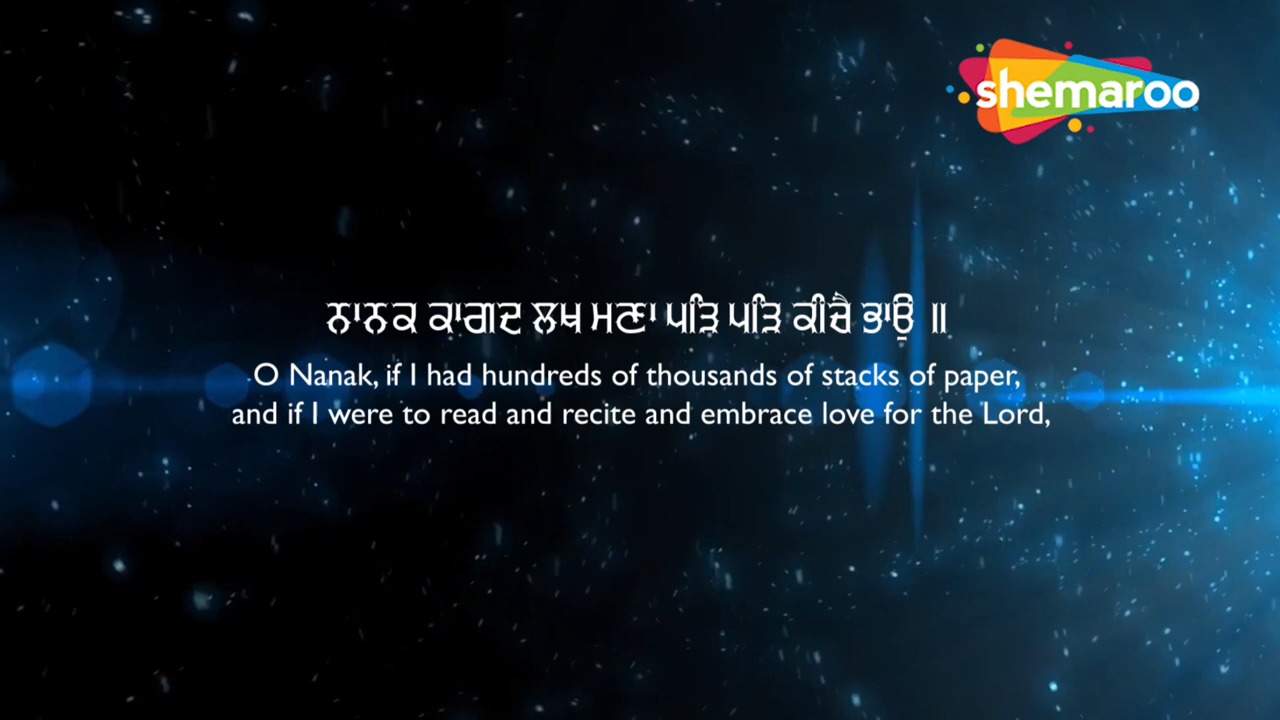 shemaroo
ਨਾਨਕ ਕਾਗਦ ਲਖ ਮਣਾ ਪੜਿ ਪੜਿ ਕੀਚੈ ਭਾਉ ॥
O Nanak, if I had hundreds of thousands of stacks of paper,
and if I were to read and recite and embrace love for the Lord,